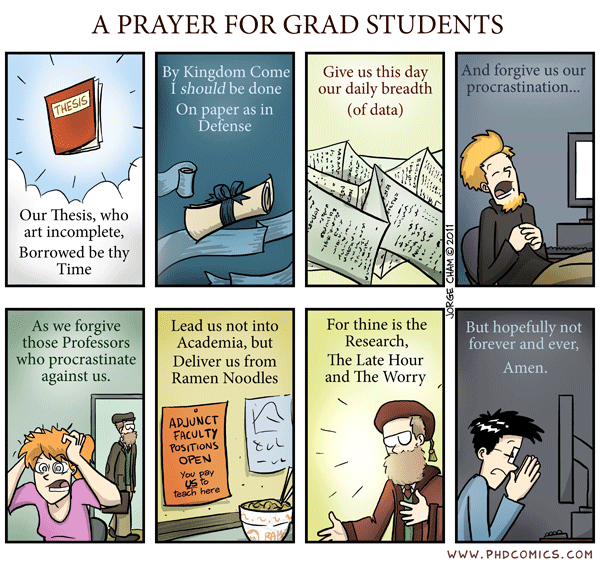 A PRAYER FOR GRAD STUDENTS
THESIS
Our Thesis, who
art incomplete,
Borrowed be thy
Time
By Kingdom Come
I should be done
On paper as in
Defense
Give us this day
our daily breadth
(of data)
And forgive us our
procrastination...
JORGE CHAM © 2011
As we forgive
those Professors
who procrastinate
against us.
Lead us not into
Academia, but
Deliver us from
Ramen Noodles
ADJUNCT
FACULTY
POSITIONS
OPEN
You pay
US to
teach here
For thine is the
Research,
The Late Hour
and The Worry
But hopefully not
forever and ever,
Amen.
WWW.PHDCOMICS.COM